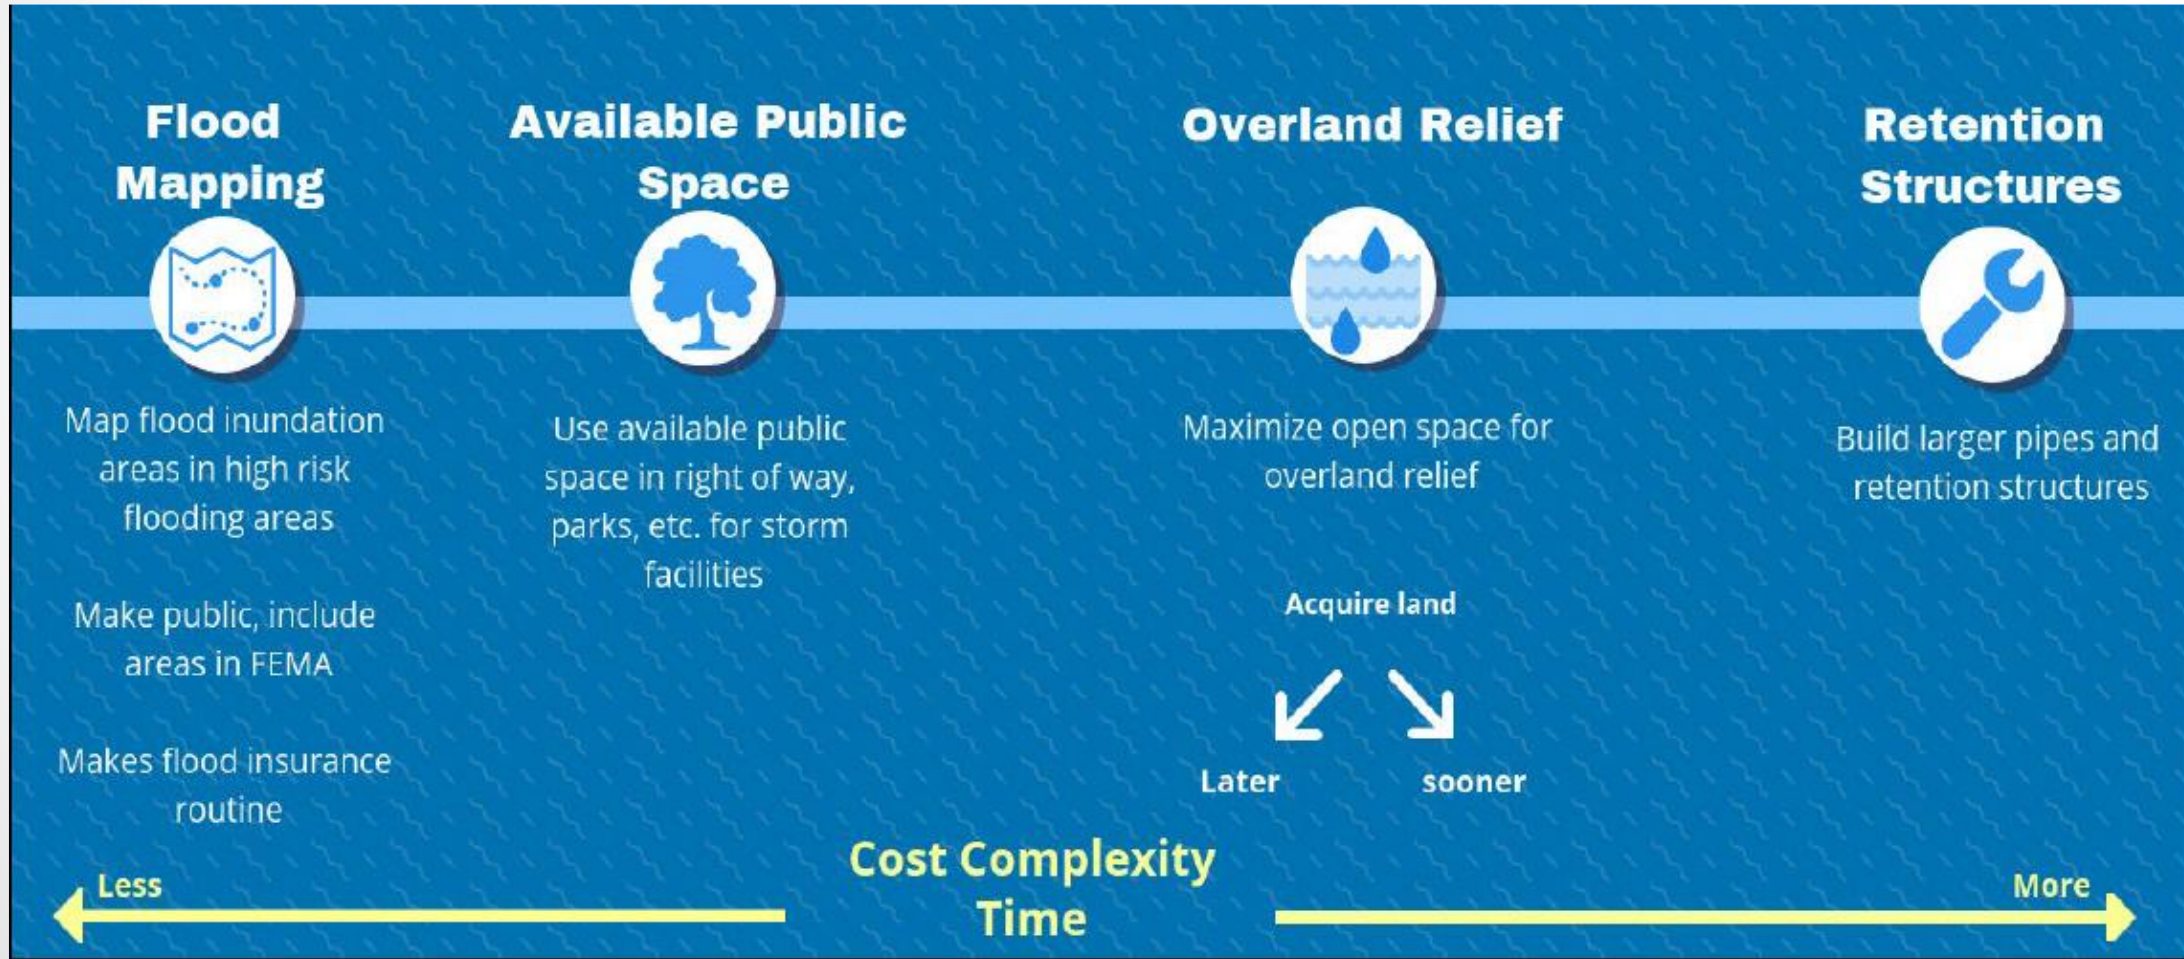 Flood
Mapping
Map flood inundation
areas in high risk
flooding areas
Make public, include
areas in FEMA
Makes flood insurance
routine
Available Public
Space
Use available public
space in right of way,
parks, etc. for storm
facilities
Overland Relief
Maximize open space for
overland relief
Acquire land
Later
sooner
Retention
Structures
Build larger pipes and
retention structures
Less
Cost Complexity
Time
More